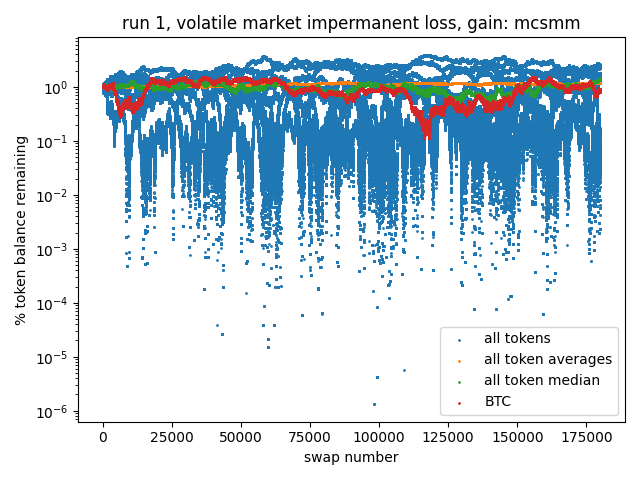 run 1, volatile market impermanent loss, gain: mcsmm
% token balance remaining
10⁰
10⁻¹
10⁻²
10⁻³
10⁻⁴
10⁻⁵
10⁻⁶
all tokens
all token averages
all token median
BTC
0 25000 50000 75000 100000 125000 150000 175000
swap number